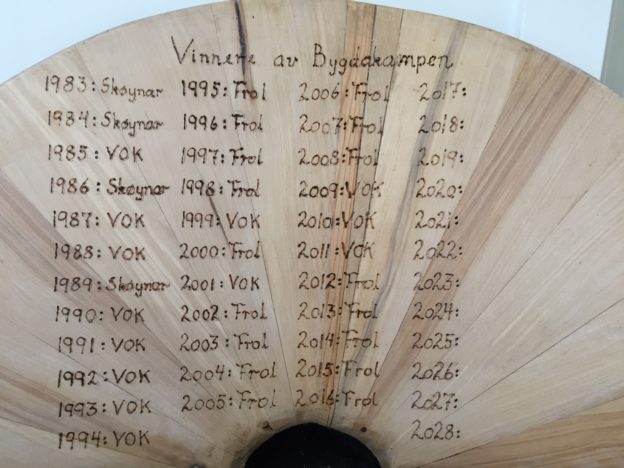 Vinnere av Bygdakampen
1983: Skøynar 1995: Frol 2006: Frol 2017:
1984: Skøynar 1996: Frol 2007: Frol 2018:
1985: VOK 1997: Frol 2008: Frol 2019:
1986: Skøynar 1998: Frol 2009: VOK 2020:
1987: VOK 1999: VOK 2010: VOK 2021:
1988: VOK 2000: Frol 2011: VOK 2022:
1989: Skøynar 2001: VOK 2012: Frol 2023:
1990: VOK 2002: Frol 2013: Frol 2024:
1991: VOK 2003: Frol 2014: Frol 2025:
1992: VOK 2004: Frol 2015: Frol 2026:
1993: VOK 2005: Frol 2016: Frol 2027:
1994: VOK 2028: